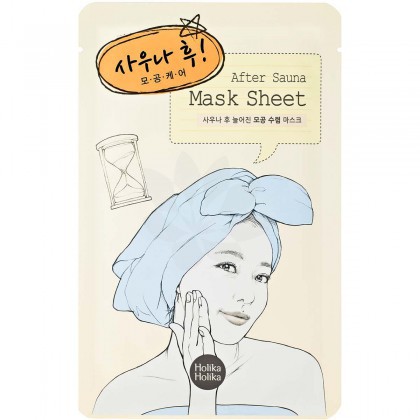 사우나 후!
모·공·케·어
After Sauna
Mask Sheet
사우나 후 늘어진 모공 수렴 마스크
Holika
Holika